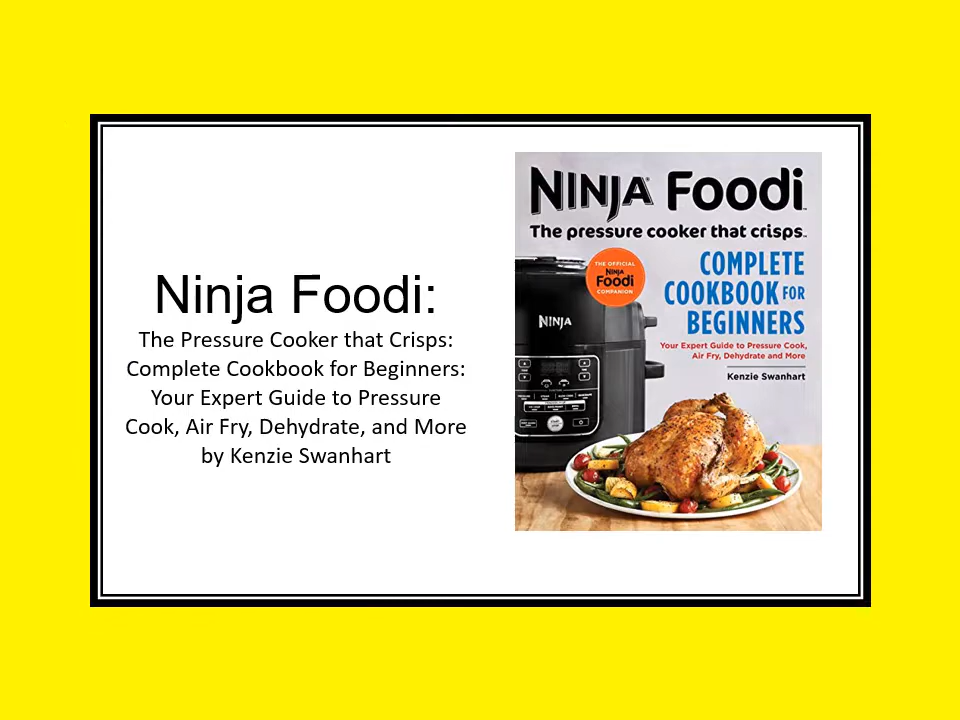 Ninja Foodi:
The Pressure Cooker that Crisps:
Complete Cookbook for Beginners:
Your Expert Guide to Pressure
Cook, Air Fry, Dehydrate, and More
by Kenzie Swanhart
NINJA® Foodi™
The pressure cooker that crisps™
THE OFFICIAL
NINJA
Foodi
COMPANION
COMPLETE
COOKBOOK FOR
BEGINNERS
Your Expert Guide to Pressure Cook,
Air Fry, Dehydrate and More
Kenzie Swanhart
NINJA